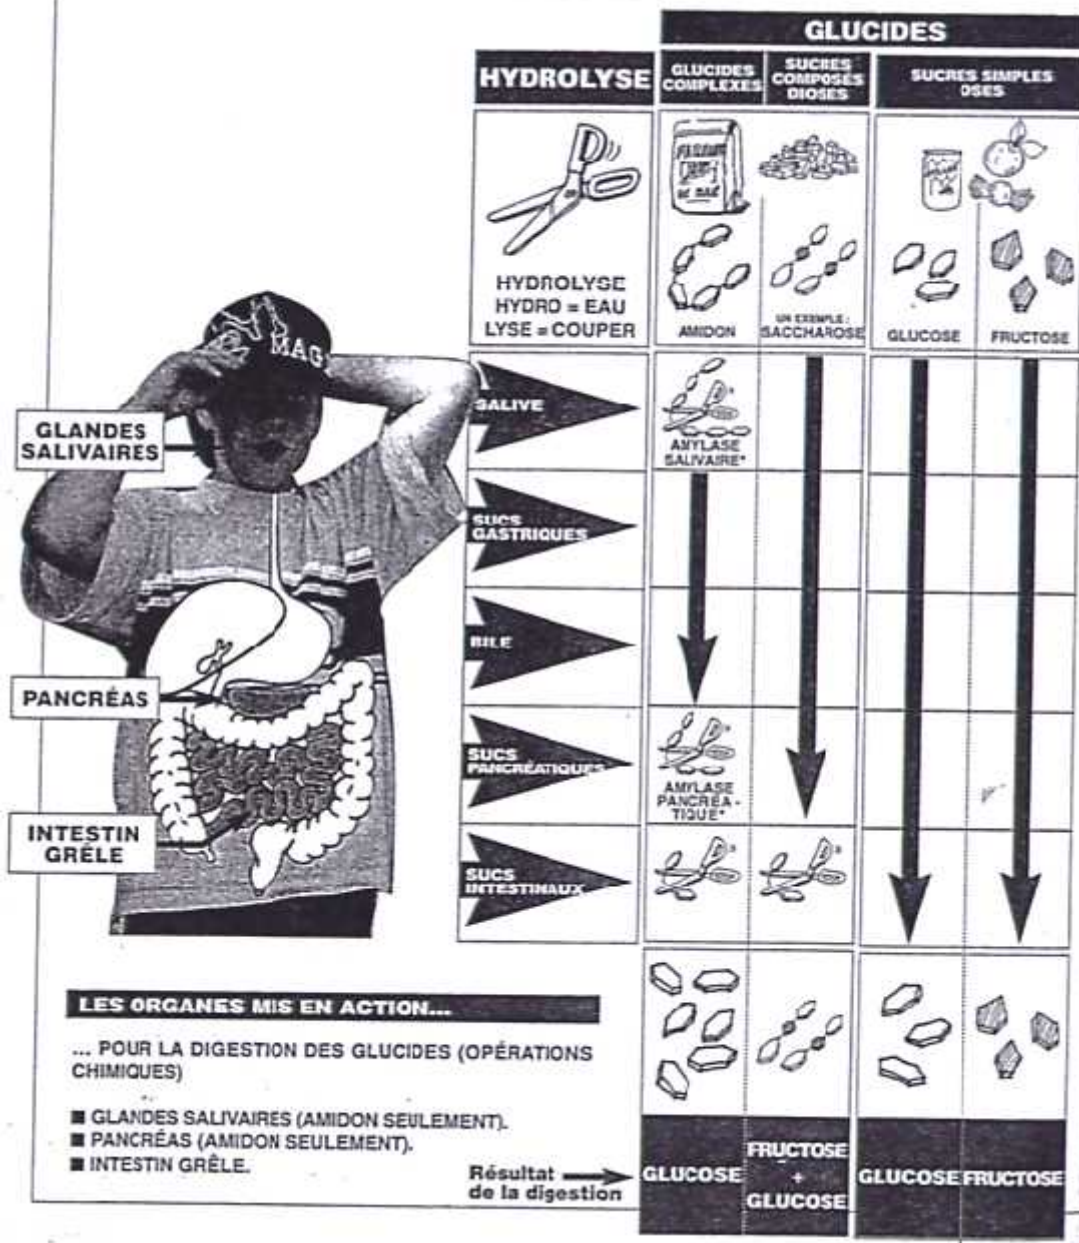 GLUCIDES
HYDROLYSE
GLUCIDES
COMPLEXES
SUCRES
COMPOSÉS
DIOSES
SUCRES SIMPLES
OSES
HYDROLYSE
HYDRO = EAU
LYSE = COUPER
AMIDON
UN EXEMPLE :
SACCHAROSE
GLUCOSE
FRUCTOSE
MAG
GLANDES
SALIVAIRES
SALIVE
AMYLASE
SALIVAIRE*
SUCS
GASTRIQUES
BILE
PANCRÉAS
SUCS
PANCRÉATIQUES
AMYLASE
PANCRÉA -
TIQUE*
INTESTIN
GRÊLE
SUCS
INTESTINAUX
LES ORGANES MIS EN ACTION...
... POUR LA DIGESTION DES GLUCIDES (OPÉRATIONS
CHIMIQUES)
■ GLANDES SALIVAIRES (AMIDON SEULEMENT).
■ PANCRÉAS (AMIDON SEULEMENT).
■ INTESTIN GRÊLE.
Résultat
de la digestion
GLUCOSE
FRUCTOSE
+
GLUCOSE
GLUCOSE
FRUCTOSE